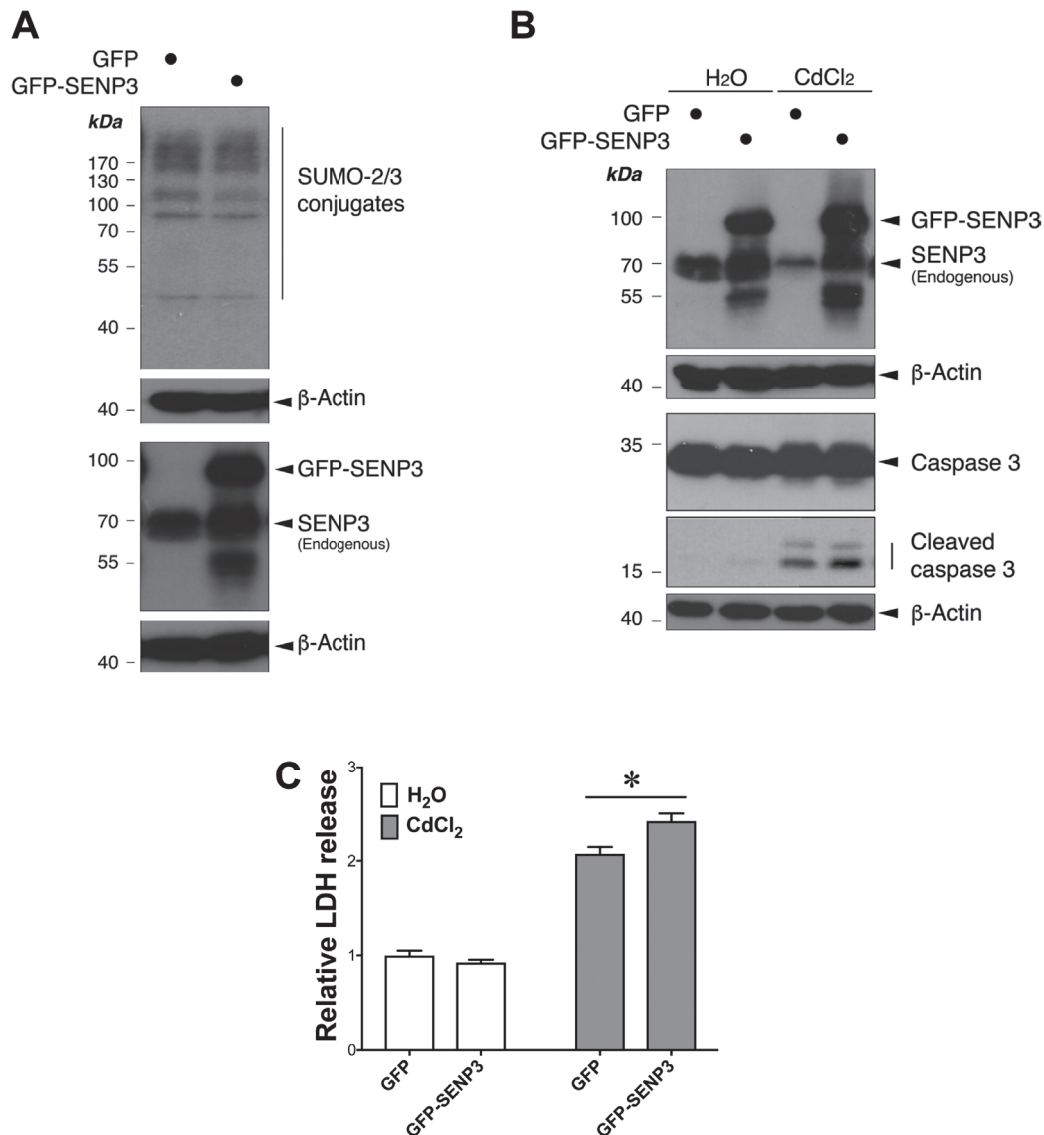 A
GFP ●
GFP-SENP3 ●
kDa
170
130
100
70
55
40
SUMO-2/3
conjugates
40
β-Actin
100
GFP-SENP3
70
SENP3
(Endogenous)
55
β-Actin
40
B
H2O CdCl2
GFP ● ●
GFP-SENP3 ● ●
kDa
100
GFP-SENP3
70
SENP3
(Endogenous)
55
40
β-Actin
35
Caspase 3
Cleaved
caspase 3
15
40
β-Actin
C
Relative LDH release
3
2
1
0
H₂O
CdCl₂
*
GFP
GFP-SENP3
GFP
GFP-SENP3